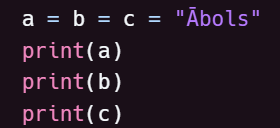 a = b = c = "Ābols"
print(a)
print(b)
print(c)